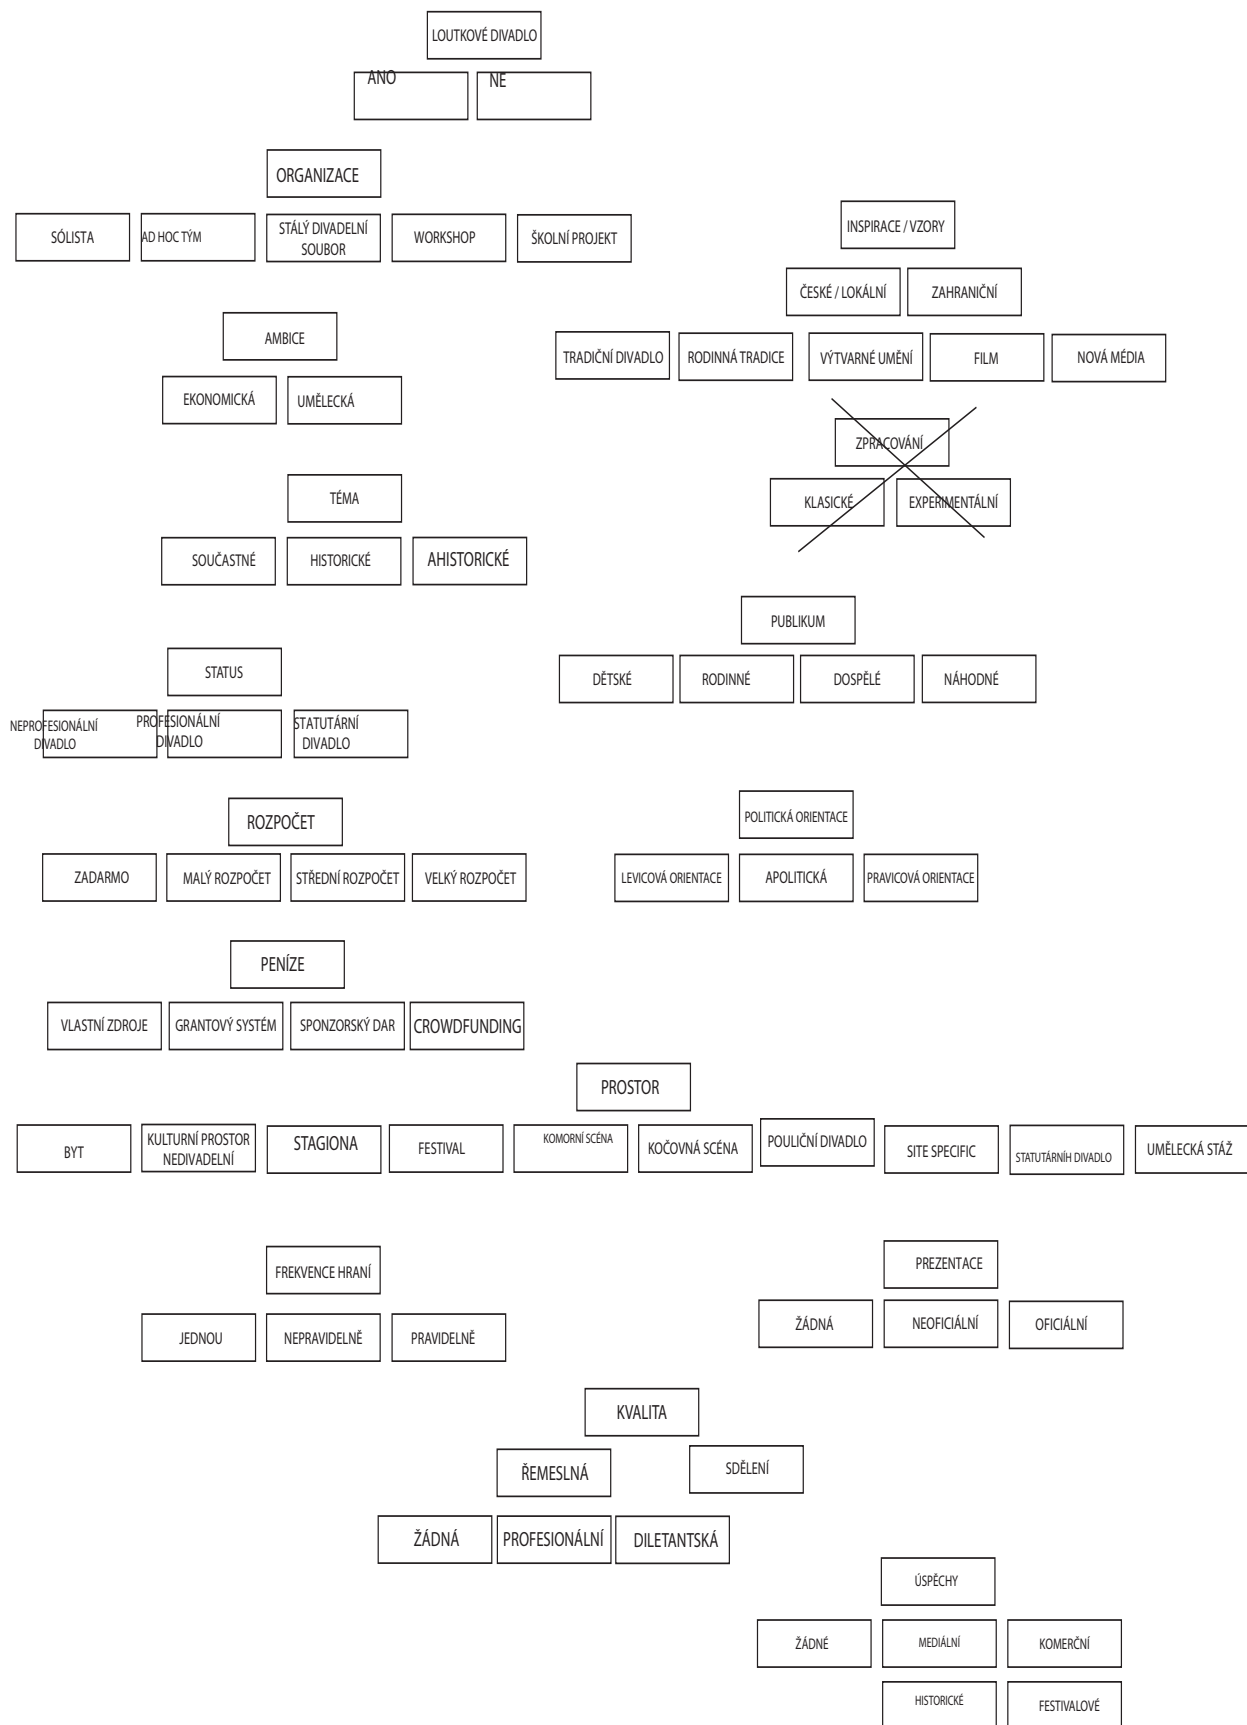 LOUTKOVÉ DIVADLO
ANO
NE
ORGANIZACE
SÓLISTA
AD HOC TÝM
STÁLÝ DIVADELNÍ
SOUBOR
WORKSHOP
ŠKOLNÍ PROJEKT
INSPIRACE / VZORY
ČESKÉ / LOKÁLNÍ
ZAHRANIČNÍ
TRADIČNÍ DIVADLO
RODINNÁ TRADICE
VÝTVARNÉ UMĚNÍ
FILM
NOVÁ MÉDIA
AMBICE
EKONOMICKÁ
UMĚLECKÁ
ZPRACOVÁNÍ
KLASICKÉ
EXPERIMENTÁLNÍ
TÉMA
SOUČASTNÉ
HISTORICKÉ
AHISTORICKÉ
PUBLIKUM
DĚTSKÉ
RODINNÉ
DOSPĚLÉ
NÁHODNÉ
STATUS
NEPROFESIONÁLNÍ
DIVADLO
PROFESIONÁLNÍ
DIVADLO
STATUTÁRNÍ
DIVADLO
ROZPOČET
ZADARMO
MALÝ ROZPOČET
STŘEDNÍ ROZPOČET
VELKÝ ROZPOČET
POLITICKÁ ORIENTACE
LEVICOVÁ ORIENTACE
APOLITICKÁ
PRAVICOVÁ ORIENTACE
PENÍZE
VLASTNÍ ZDROJE
GRANTOVÝ SYSTÉM
SPONZORSKÝ DAR
CROWDFUNDING
PROSTOR
BYT
KULTURNÍ PROSTOR
NEDIVADELNÍ
STAGIONA
FESTIVAL
KOMORNÍ SCÉNA
KOČOVNÁ SCÉNA
POULIČNÍ DIVADLO
SITE SPECIFIC
STATUTÁRNÍH DIVADLO
UMĚLECKÁ STÁŽ
FREKVENCE HRANÍ
JEDNOU
NEPRAVIDELNĚ
PRAVIDELNĚ
PREZENTACE
ŽÁDNÁ
NEOFICIÁLNÍ
OFICIÁLNÍ
KVALITA
ŘEMESLNÁ
SDĚLENÍ
ŽÁDNÁ
PROFESIONÁLNÍ
DILETANTSKÁ
ÚSPĚCHY
ŽÁDNÉ
MEDIÁLNÍ
KOMERČNÍ
HISTORICKÉ
FESTIVALOVÉ